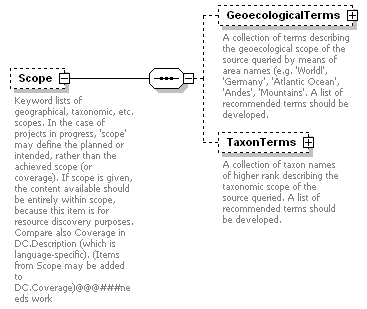 GeoecologicalTerms
A collection of terms describing
the geoecological scope of the
source queried by means of
area names (e.g. 'Worldl',
'Germany', 'Atlantic Ocean',
'Andes', 'Mountains'. A list of
recommended terms should be
developed.
Scope
Keyword lists of
geographical, taxonomic, etc.
scopes. In the case of
projects in progress, 'scope'
may define the planned or
intended, rather than the
achieved scope (or
coverage). If scope is given,
the content available should
be entirely within scope,
because this item is for
resource discovery purposes.
Compare also Coverage in
DC.Description (which is
language-specific). (Items
from Scope may be added
to
DC.Coverage)@@@###ne
eds work
TaxonTerms
A collection of taxon names
of higher rank describing the
taxonomic scope of the
source queried. A list of
recommended terms should
be developed.